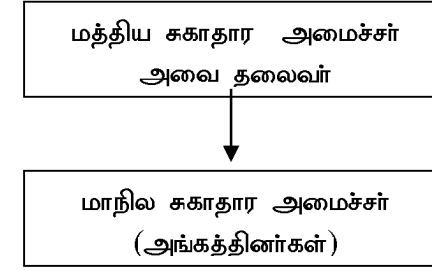 மத்திய சுகாதார அமைச்சர்
அவை தலைவர்
மாநில சுகாதார அமைச்சர்
(அங்கத்தினர்கள்)